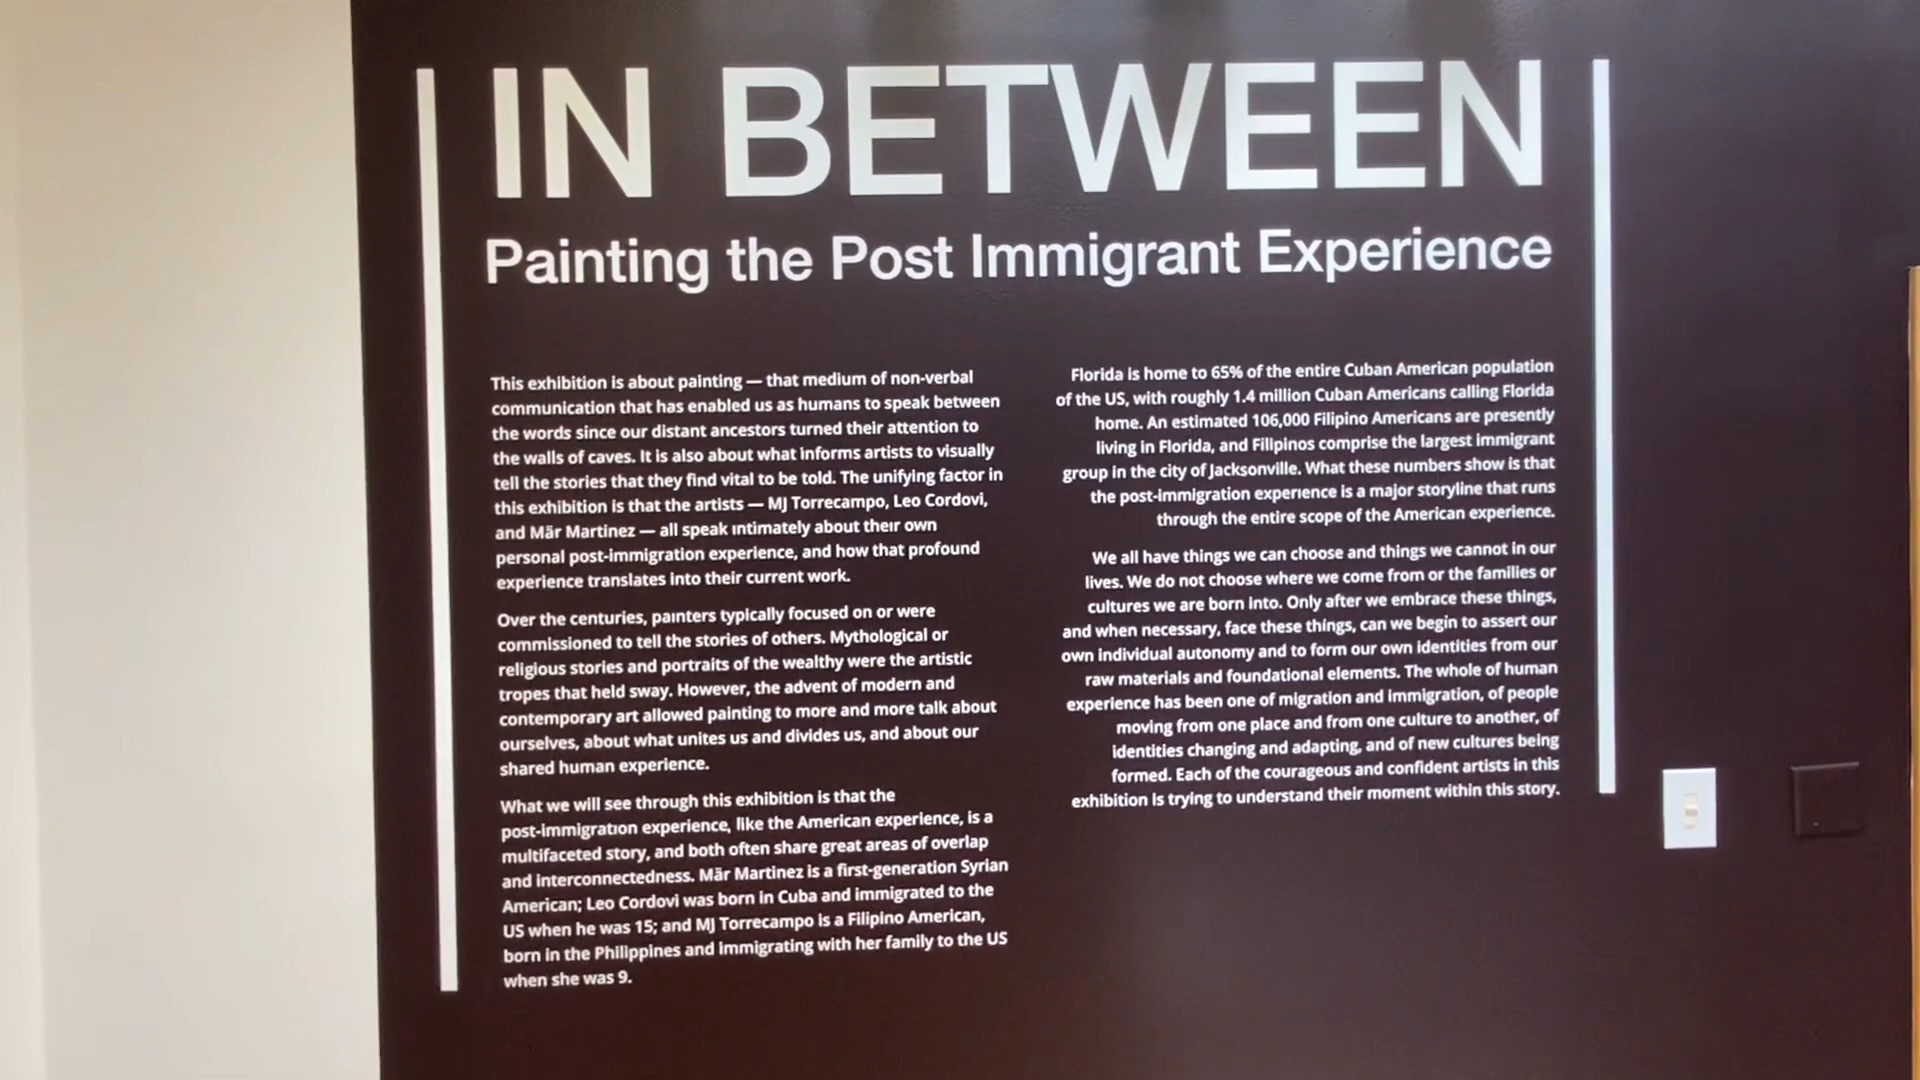 IN BETWEEN
Painting the Post Immigrant Experience
This exhibition is about painting — that medium of non-verbal
communication that has enabled us as humans to speak between
the words since our distant ancestors turned their attention to
the walls of caves. It is also about what informs artists to visually
tell the stories that they find vital to be told. The unifying factor in
this exhibition is that the artists — MJ Torrecampo, Leo Cordovi,
and Mär Martinez — all speak intimately about their own
personal post-immigration experience, and how that profound
experience translates into their current work.
Over the centuries, painters typically focused on or were
commissioned to tell the stories of others. Mythological or
religious stories and portraits of the wealthy were the artistic
tropes that held sway. However, the advent of modern and
contemporary art allowed painting to more and more talk about
ourselves, about what unites us and divides us, and about our
shared human experience.
What we will see through this exhibition is that the
post-immigration experience, like the American experience, is a
multifaceted story, and both often share great areas of overlap
and interconnectedness. Mär Martinez is a first-generation Syrian
American; Leo Cordovi was born in Cuba and immigrated to the
US when he was 15; and MJ Torrecampo is a Filipino American,
born in the Philippines and immigrating with her family to the US
when she was 9.
Florida is home to 65% of the entire Cuban American population
of the US, with roughly 1.4 million Cuban Americans calling Florida
home. An estimated 106,000 Filipino Americans are presently
living in Florida, and Filipinos comprise the largest immigrant
group in the city of Jacksonville. What these numbers show is that
the post-immigration experience is a major storyline that runs
through the entire scope of the American experience.
We all have things we can choose and things we cannot in our
lives. We do not choose where we come from or the families or
cultures we are born into. Only after we embrace these things,
and when necessary, face these things, can we begin to assert our
own individual autonomy and to form our own identities from our
raw materials and foundational elements. The whole of human
experience has been one of migration and immigration, of people
moving from one place and from one culture to another, of
identities changing and adapting, and of new cultures being
formed. Each of the courageous and confident artists in this
exhibition is trying to understand their moment within this story.